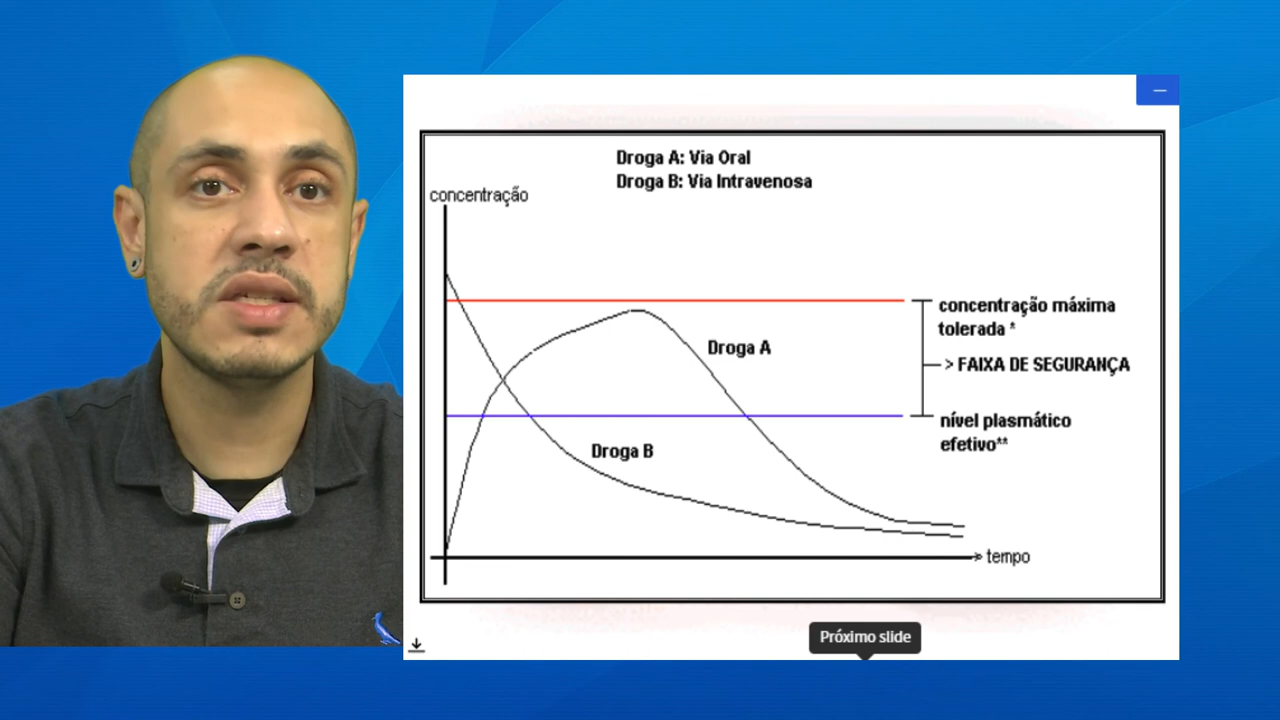 Droga A: Via Oral
Droga B: Via Intravenosa
concentração
concentração máxima
tolerada *
Droga A
> FAIXA DE SEGURANÇA
nível plasmático
efetivo**
Droga B
> tempo
Próximo slide